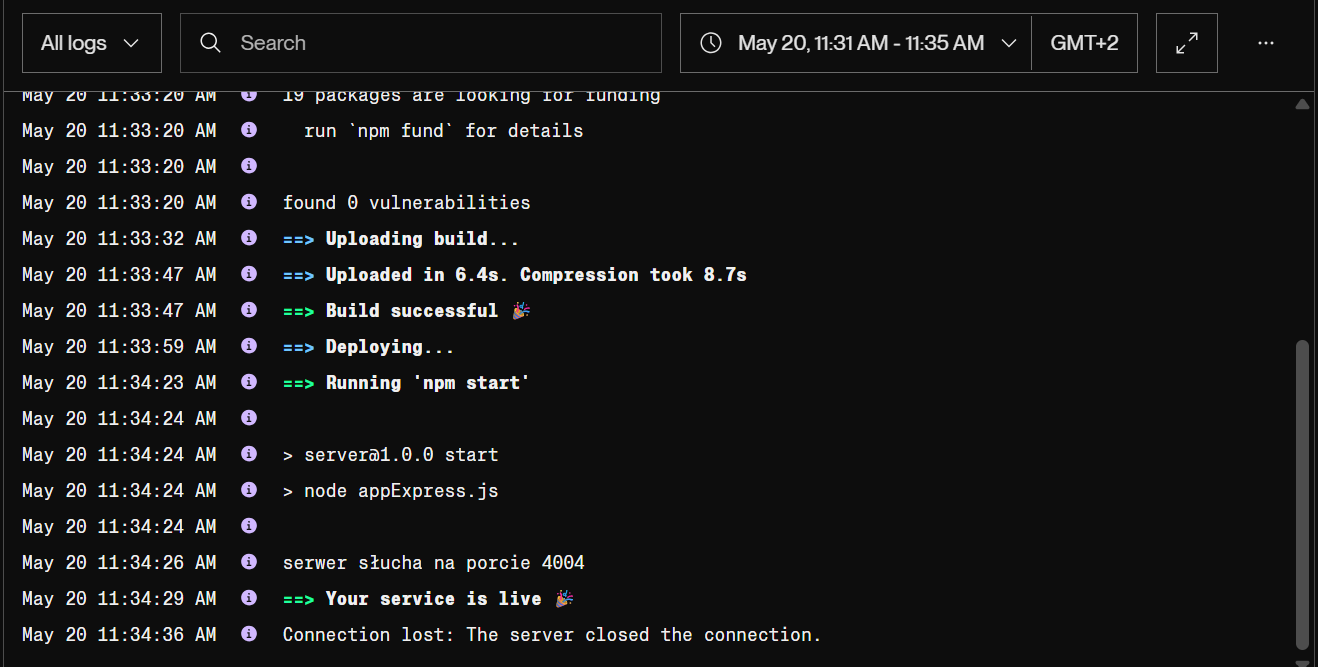 All logs
Search
May 20, 11:31 AM - 11:35 AM
GMT+2
May 20 11:33:20 AM 19 packages are looking for funding
May 20 11:33:20 AM run `npm fund` for details
May 20 11:33:20 AM
May 20 11:33:20 AM found 0 vulnerabilities
May 20 11:33:32 AM ==> Uploading build...
May 20 11:33:47 AM ==> Uploaded in 6.4s. Compression took 8.7s
May 20 11:33:47 AM ==> Build successful 🎉
May 20 11:33:59 AM ==> Deploying...
May 20 11:34:23 AM ==> Running 'npm start'
May 20 11:34:24 AM
May 20 11:34:24 AM > server@1.0.0 start
May 20 11:34:24 AM > node appExpress.js
May 20 11:34:24 AM
May 20 11:34:26 AM serwer słucha na porcie 4004
May 20 11:34:29 AM ==> Your service is live 🎉
May 20 11:34:36 AM Connection lost: The server closed the connection.